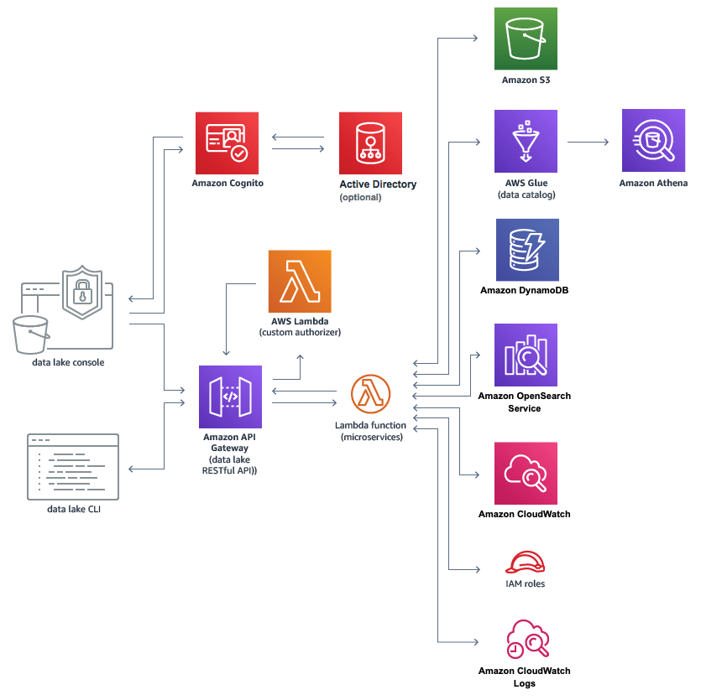 Amazon S3
Amazon Cognito
Active Directory
(optional)
AWS Glue
(data catalog)
Amazon Athena
Amazon DynamoDB
AWS Lambda
(custom authorizer)
data lake console
Amazon API
Gateway
(data lake
RESTful API))
Lambda function
(microservices)
Amazon OpenSearch
Service
data lake CLI
Amazon CloudWatch
IAM roles
Amazon CloudWatch
Logs